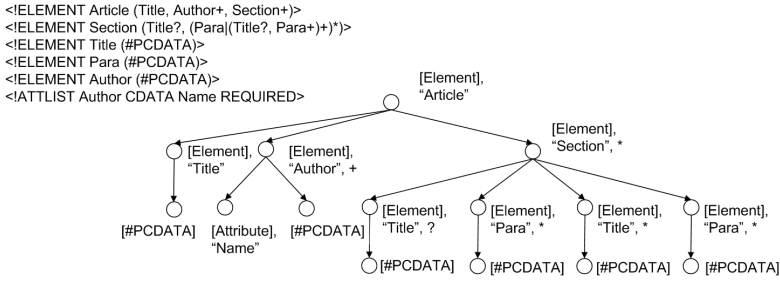 <!ELEMENT Article (Title, Author+, Section+)>
<!ELEMENT Section (Title?, (Para|(Title?, Para+)+)*)>
<!ELEMENT Title (#PCDATA)>
<!ELEMENT Para (#PCDATA)>
<!ELEMENT Author (#PCDATA)>
<!ATTLIST Author CDATA Name REQUIRED>
[Element],
“Article”
[Element],
“Title”
[Element],
“Author”, +
[Element],
“Section”, *
[#PCDATA]
[Attribute],
“Name”
[#PCDATA]
[Element],
“Title”, ?
[Element],
“Para”, *
[Element],
“Title”, *
[Element],
“Para”, *
[#PCDATA]
[#PCDATA]
[#PCDATA]
[#PCDATA]